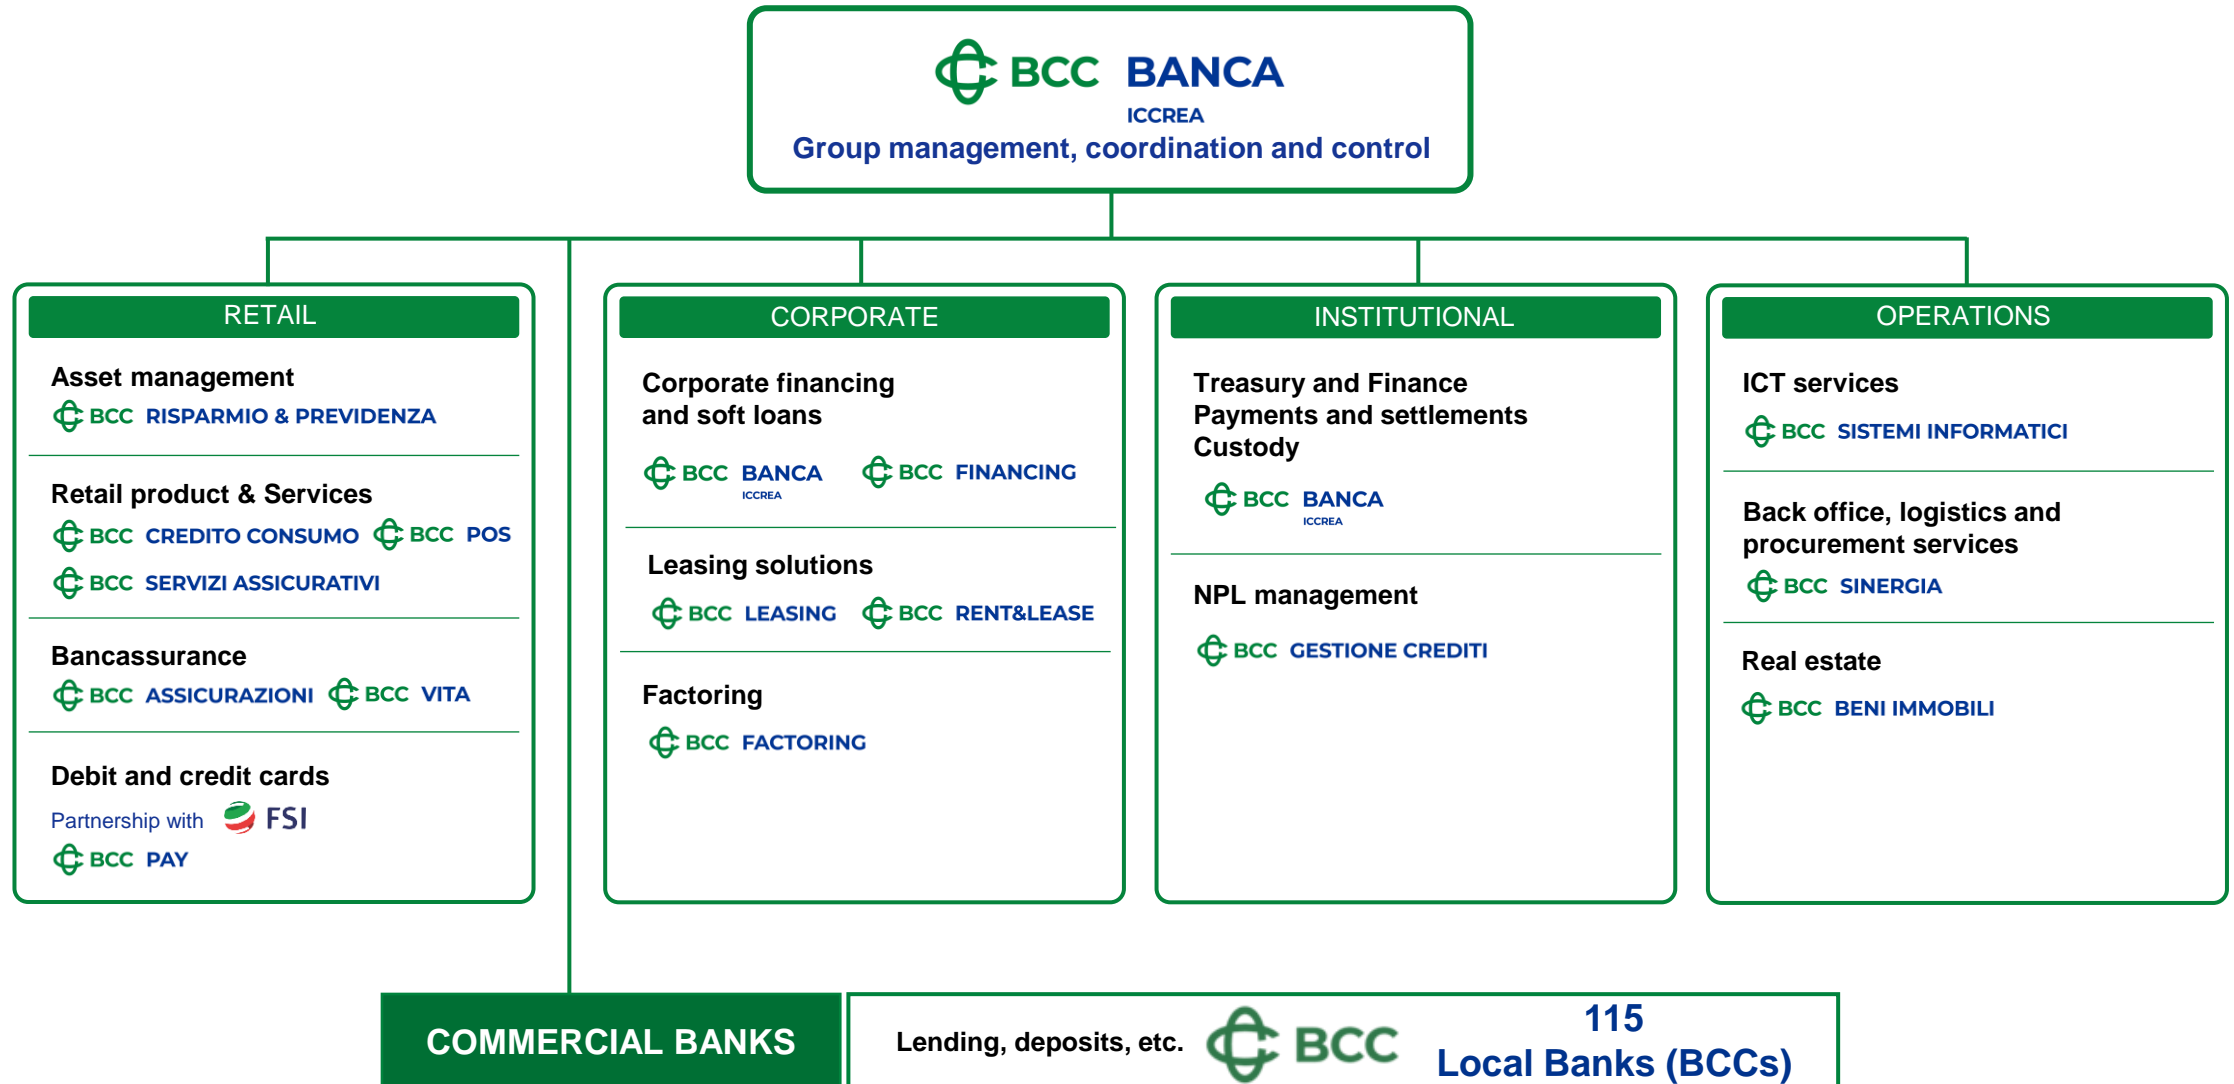 BCC BANCA
ICCREA
Group management, coordination and control
RETAIL
Asset management
BCC RISPARMIO & PREVIDENZA
Retail product & Services
BCC CREDITO CONSUMO BCC POS
BCC SERVIZI ASSICURATIVI
Bancassurance
BCC ASSICURAZIONI BCC VITA
Debit and credit cards
Partnership with FSI
BCC PAY
CORPORATE
Corporate financing
and soft loans
BCC BANCA BCC FINANCING
ICCREA
Leasing solutions
BCC LEASING BCC RENT&LEASE
Factoring
BCC FACTORING
INSTITUTIONAL
Treasury and Finance
Payments and settlements
Custody
BCC BANCA
ICCREA
NPL management
BCC GESTIONE CREDITI
OPERATIONS
ICT services
BCC SISTEMI INFORMATICI
Back office, logistics and
procurement services
BCC SINERGIA
Real estate
BCC BENI IMMOBILI
COMMERCIAL BANKS
Lending, deposits, etc. BCC
115
Local Banks (BCCs)